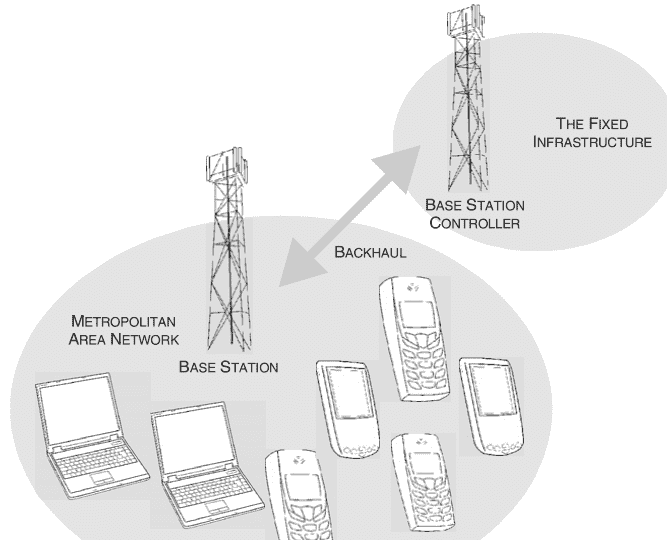 THE FIXED
INFRASTRUCTURE
BASE STATION
CONTROLLER
BACKHAUL
METROPOLITAN
AREA NETWORK
BASE STATION